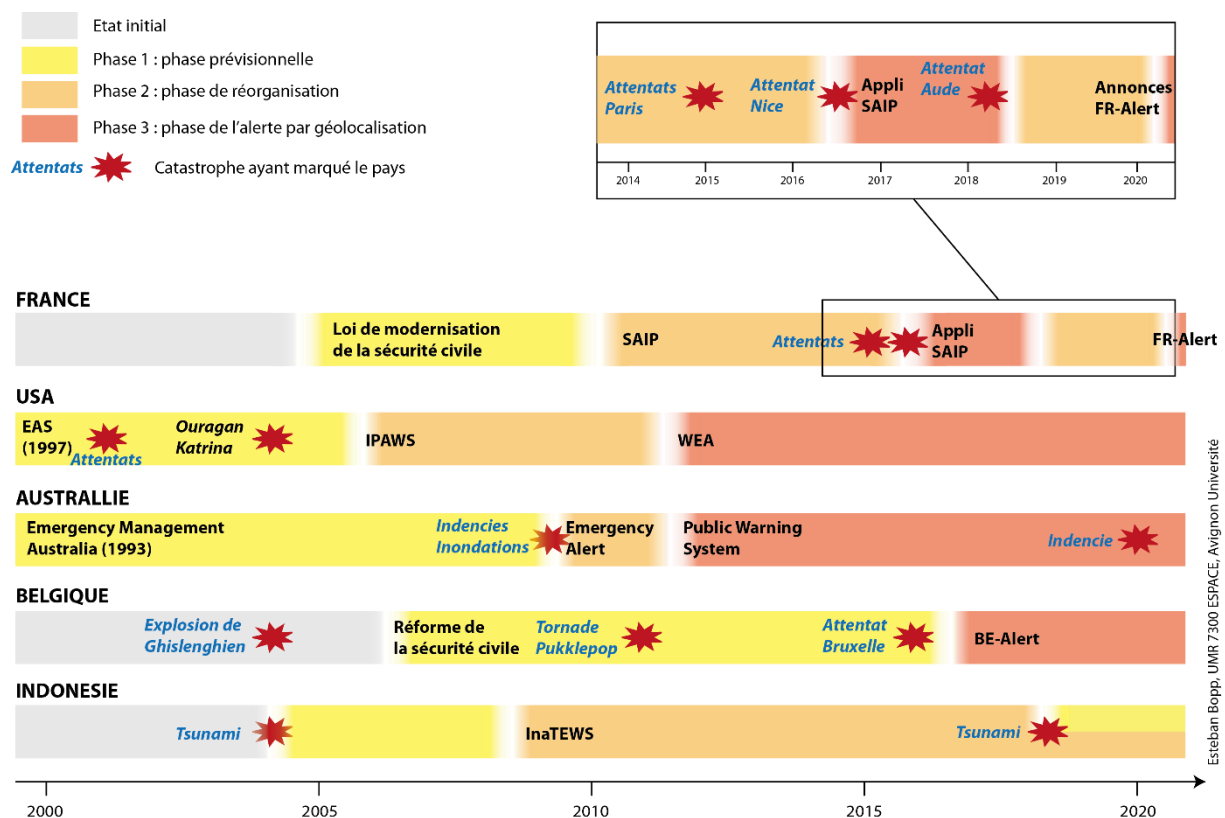 Etat initial
Phase 1 : phase prévisionnelle
Phase 2 : phase de réorganisation
Phase 3 : phase de l'alerte par géolocalisation
Attentats
Catastrophe ayant marqué le pays
Attentats
Paris
Attentat
Nice
Appli
SAIP
Attentat
Aude
Annonces
FR-Alert
2014
2015
2016
2017
2018
2019
2020
FRANCE
Loi de modernisation
de la sécurité civile
SAIP
Attentats
Appli
SAIP
FR-Alert
USA
EAS
(1997)
Attentats
Ouragan
Katrina
IPAWS
WEA
AUSTRALLIE
Emergency Management
Australia (1993)
Indencies
Inondations
Emergency
Alert
Public Warning
System
Indencie
BELGIQUE
Explosion de
Ghislenghien
Réforme de
la sécurité civile
Tornade
Pukklepop
Attentat
Bruxelle
BE-Alert
INDONESIE
Tsunami
InaTEWS
Tsunami
2000
2005
2010
2015
2020
Esteban Bopp, UMR 7300 ESPACE, Avignon Université